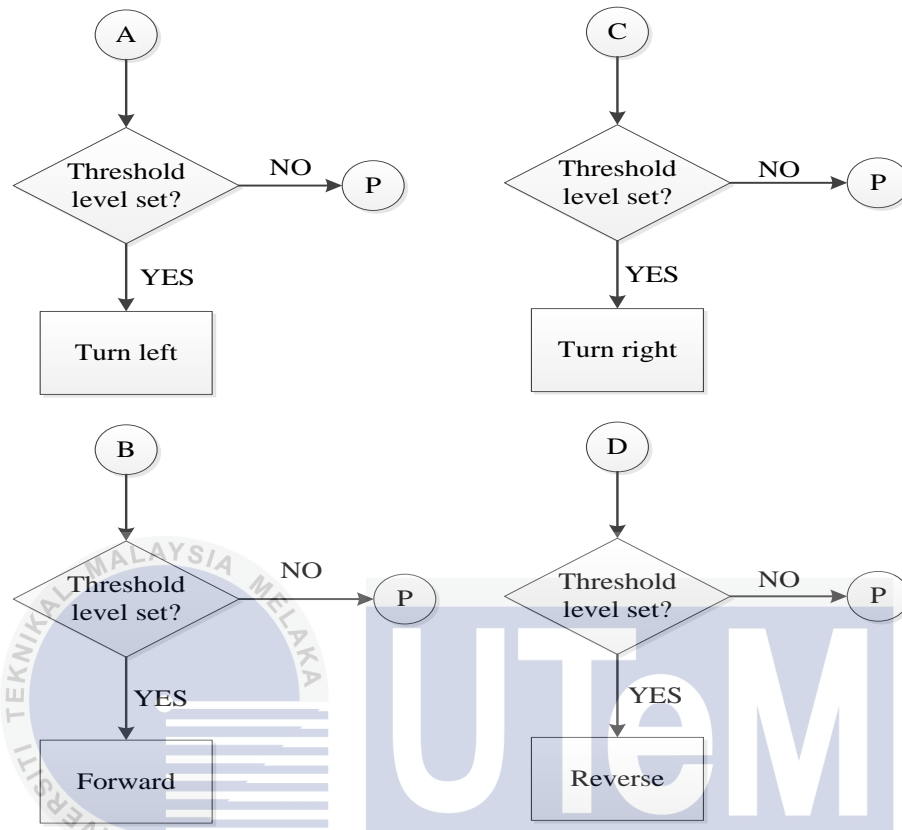 A
Threshold
level set?
NO
P
YES
Turn left
C
Threshold
level set?
NO
P
YES
Turn right
B
Threshold
level set?
NO
P
YES
Forward
D
Threshold
level set?
NO
P
YES
Reverse
TEKNIKAL MALAYSIA MELAKA
UTeM